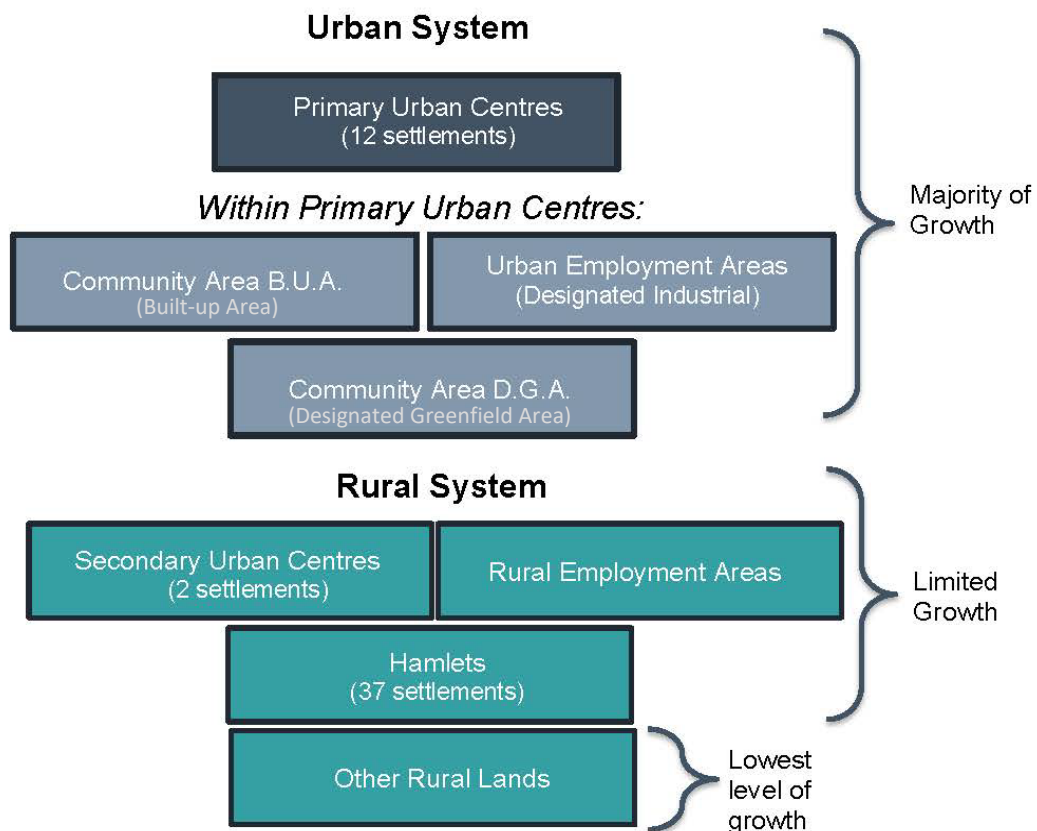 Urban System
Primary Urban Centres
(12 settlements)
Within Primary Urban Centres:
Community Area B.U.A.
(Built-up Area)
Urban Employment Areas
(Designated Industrial)
Community Area D.G.A.
(Designated Greenfield Area)
Majority of
Growth
Rural System
Secondary Urban Centres
(2 settlements)
Rural Employment Areas
Hamlets
(37 settlements)
Limited
Growth
Other Rural Lands
Lowest
level of
growth